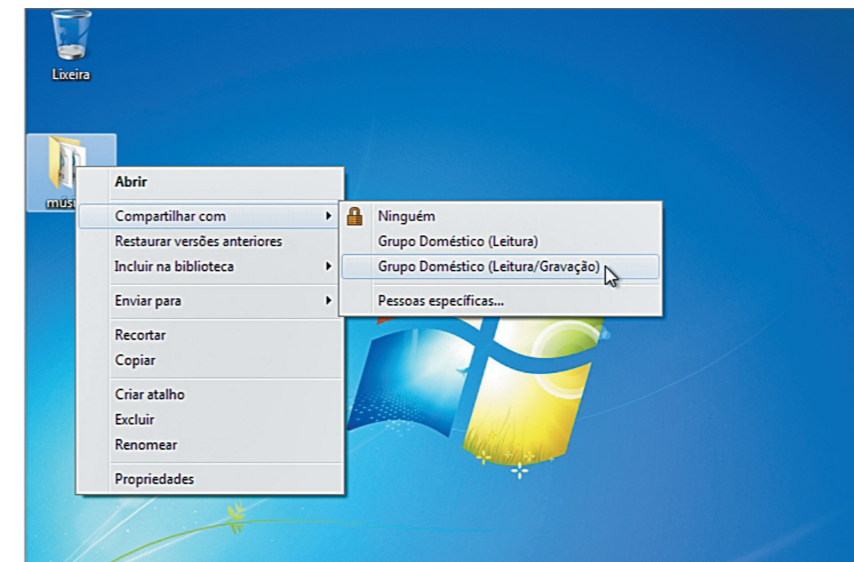 Lixeira
Abrir
Compartilhar com
Restaurar versões anteriores
Incluir na biblioteca
Enviar para
Recortar
Copiar
Criar atalho
Excluir
Renomear
Propriedades
Ninguém
Grupo Doméstico (Leitura)
Grupo Doméstico (Leitura/Gravação)
Pessoas específicas...